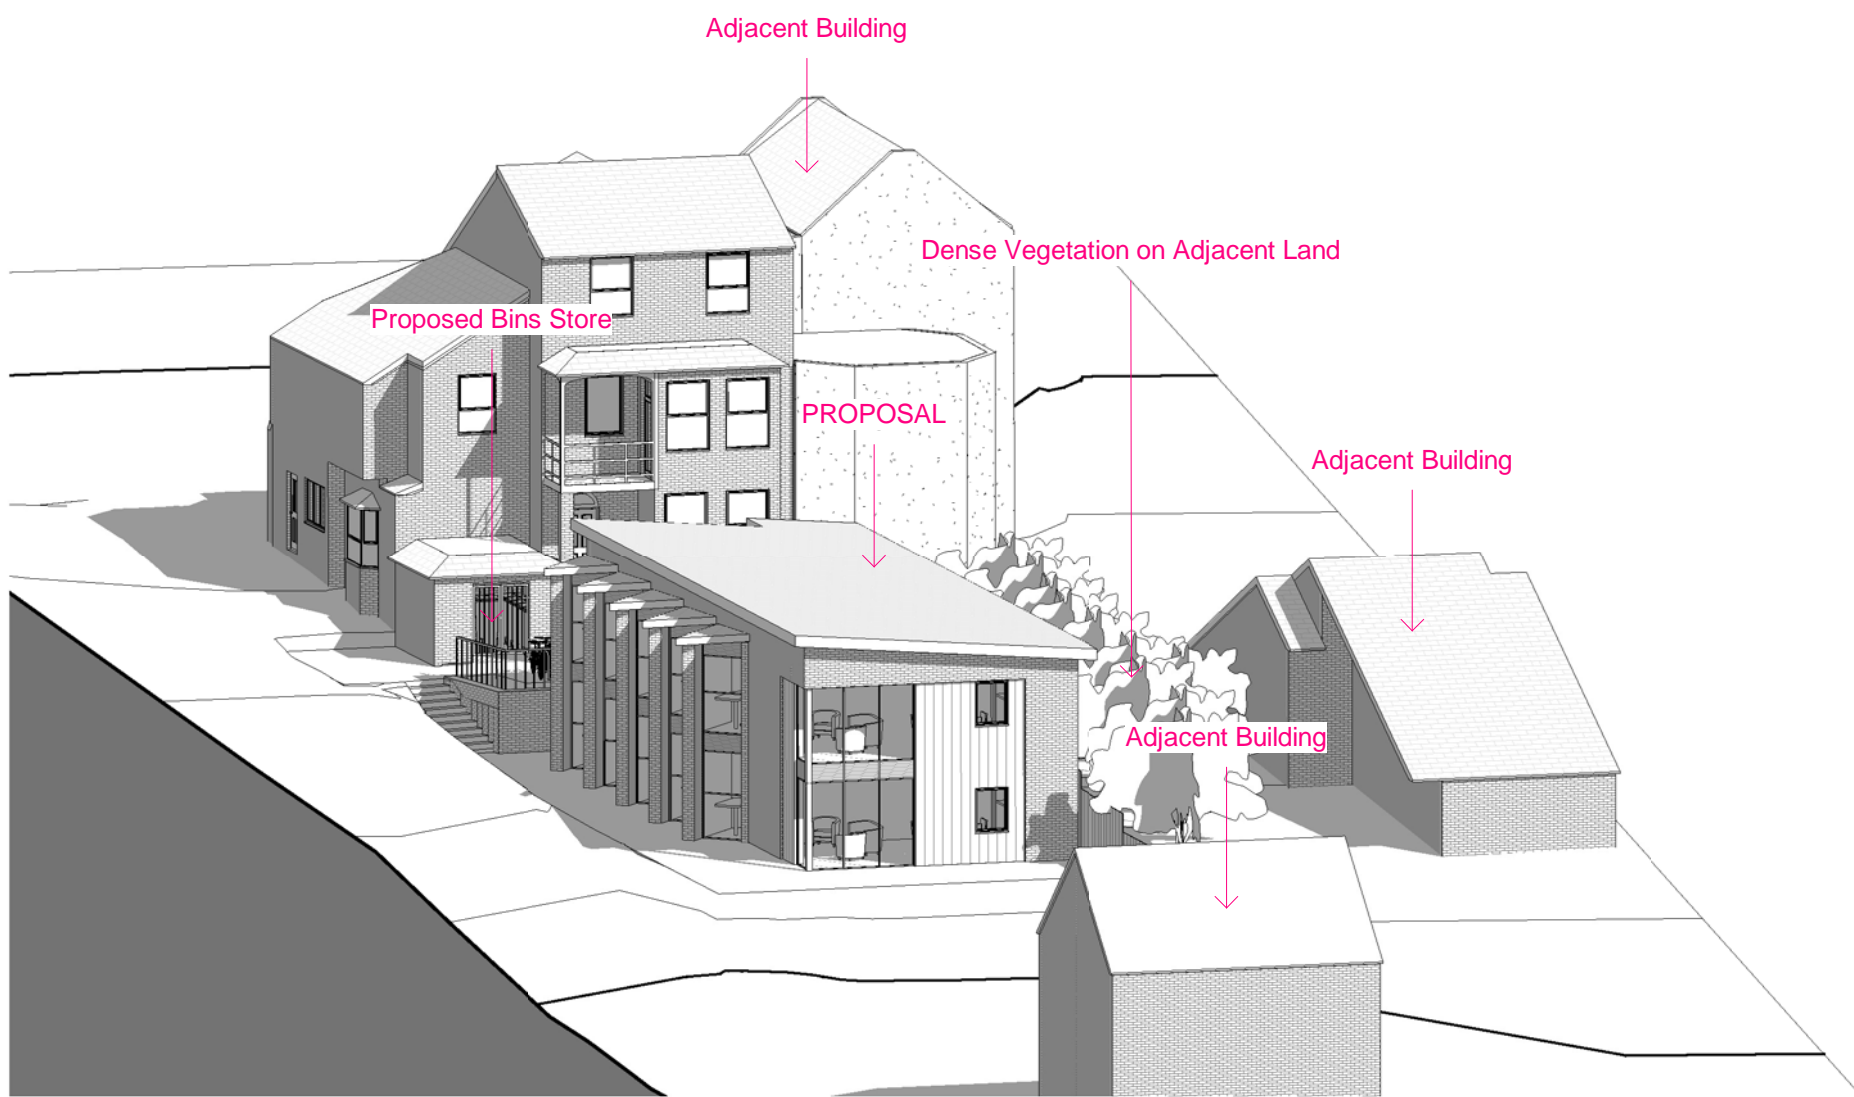 Adjacent Building
Dense Vegetation on Adjacent Land
Proposed Bins Store
PROPOSAL
Adjacent Building
Adjacent Building